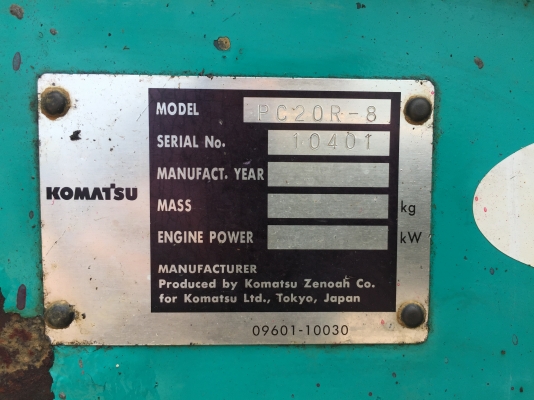 MODEL PC20R-8
SERIAL No. 10401
MANUFACT. YEAR
KOMATSU
MASS kg
ENGINE POWER kW
MANUFACTURER
Produced by Komatsu Zenoah Co.
for Komatsu Ltd., Tokyo, Japan
09601-10030